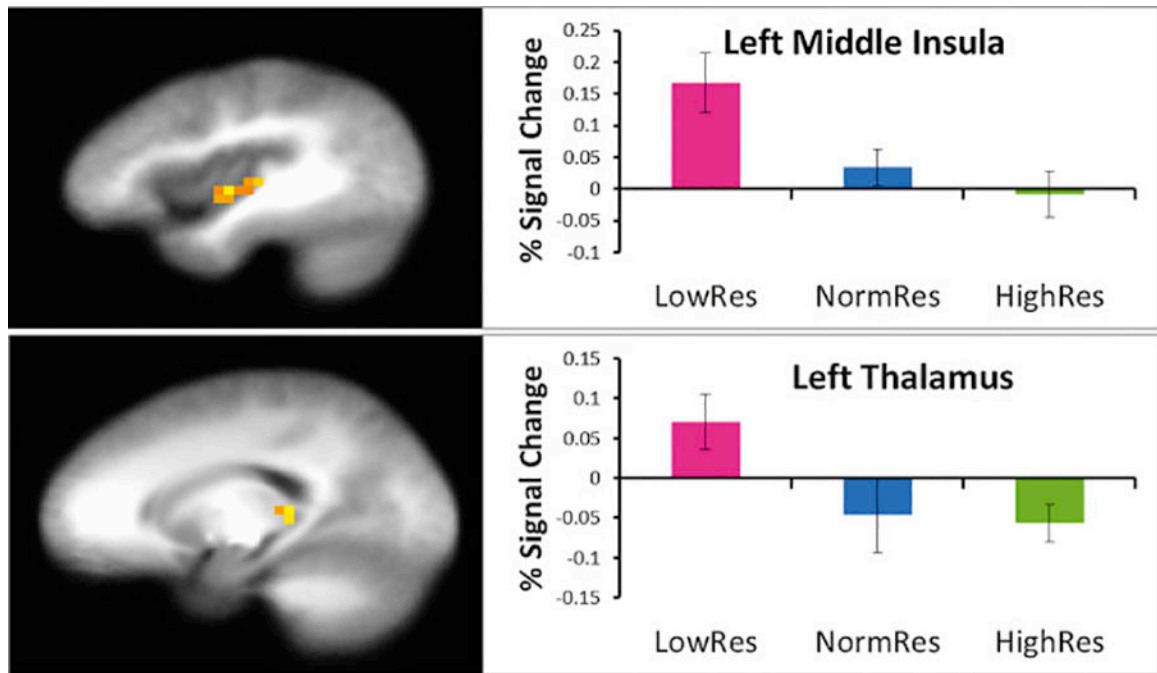 Left Middle Insula
% Signal Change
0.25
0.2
0.15
0.1
0.05
0
-0.05
-0.1
LowRes NormRes HighRes
Left Thalamus
% Signal Change
0.15
0.1
0.05
0
-0.05
-0.1
-0.15
LowRes NormRes HighRes